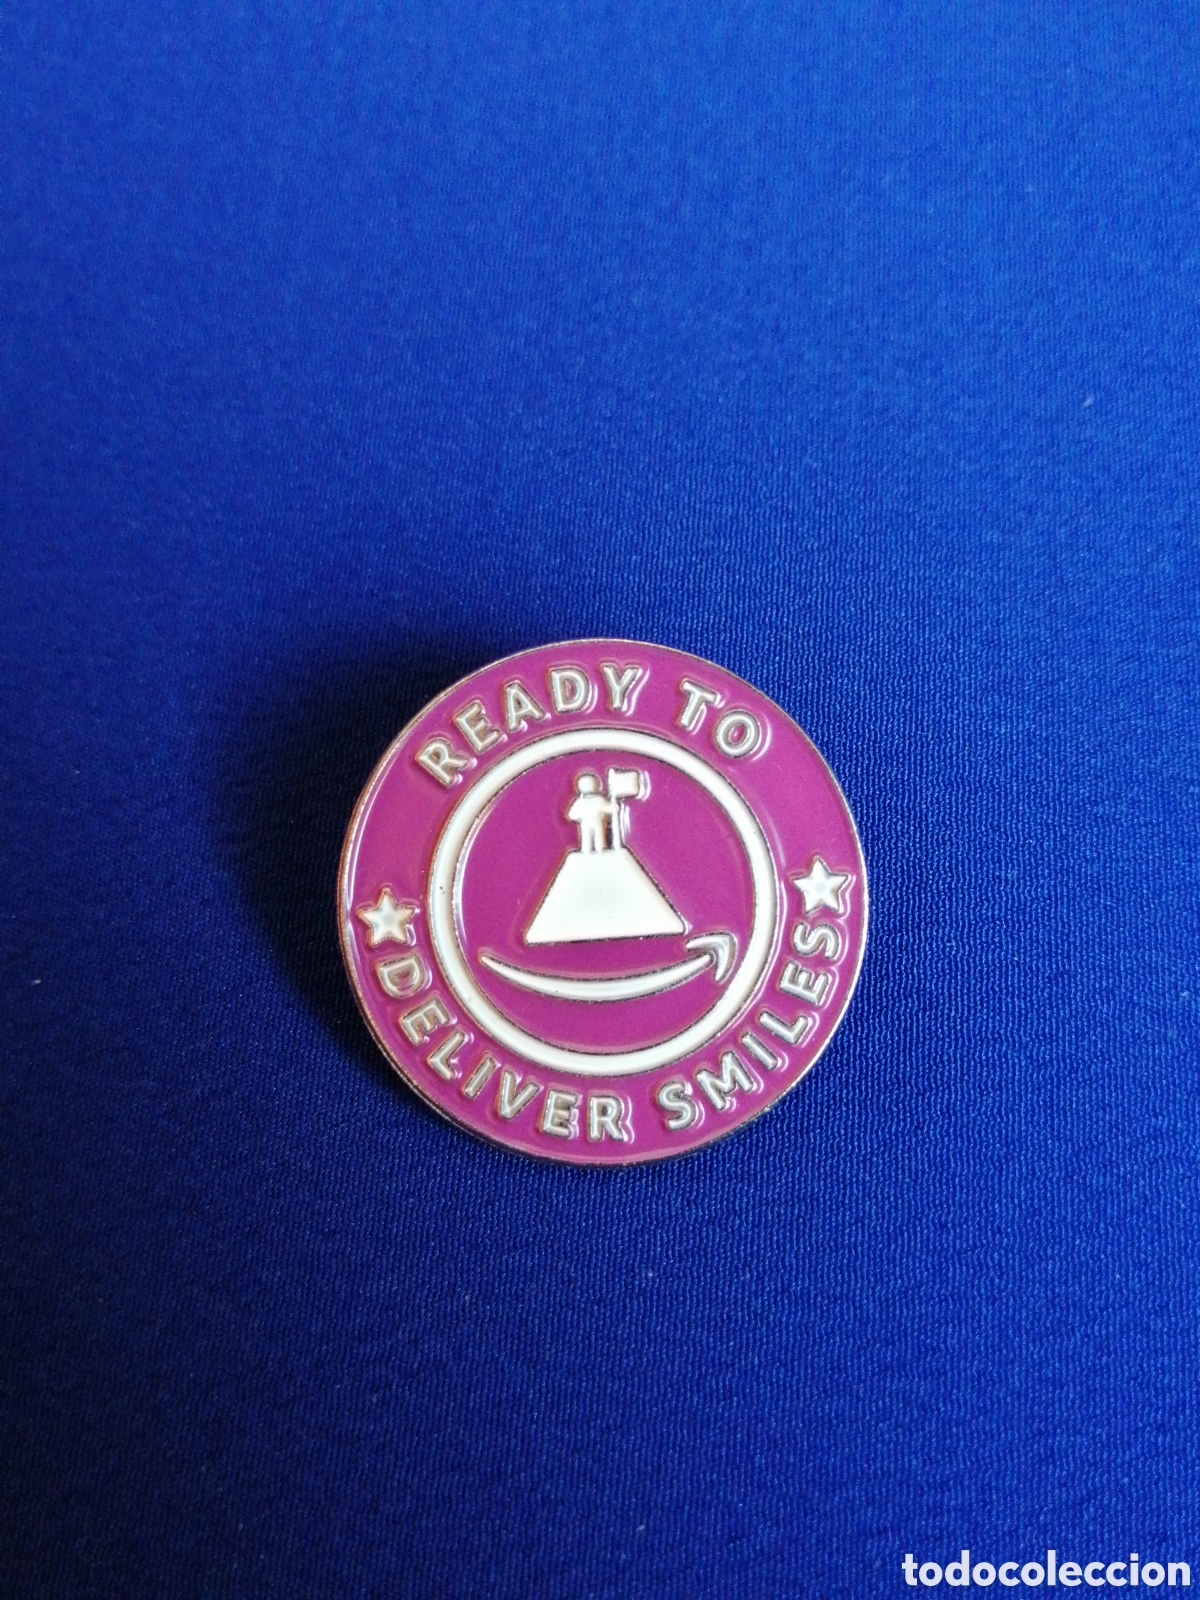 READY TO
DELIVER SMILES
todocoleccion